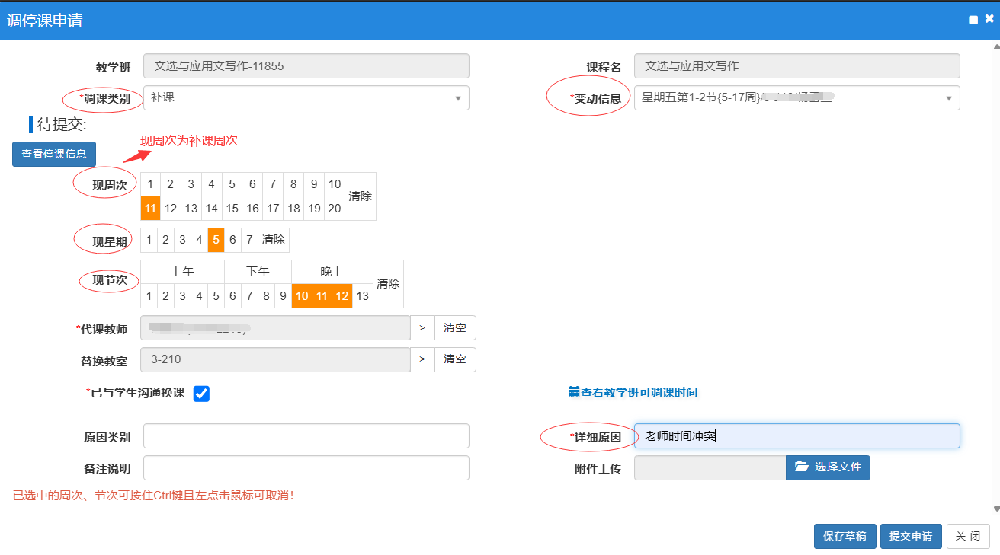 调停课申请
教学班 文选与应用文写作-11855 课程名 文选与应用文写作
*调课类别 补课 *变动信息 星期五第1-2节{5-17周}
待提交:
现周次为补课周次
查看停课信息
现周次 1 2 3 4 5 6 7 8 9 10 清除
11 12 13 14 15 16 17 18 19 20
现星期 1 2 3 4 5 6 7 清除
上午 下午 晚上
现节次 清除
1 2 3 4 5 6 7 8 9 10 11 12 13
*代课教师 > 清空
替换教室 3-210 > 清空
*已与学生沟通换课 查看教学班可调课时间
原因类别 *详细原因 老师时间冲突
备注说明 附件上传 选择文件
已选中的周次、节次可按住Ctrl键且左点击鼠标可取消!
保存草稿 提交申请 关 闭